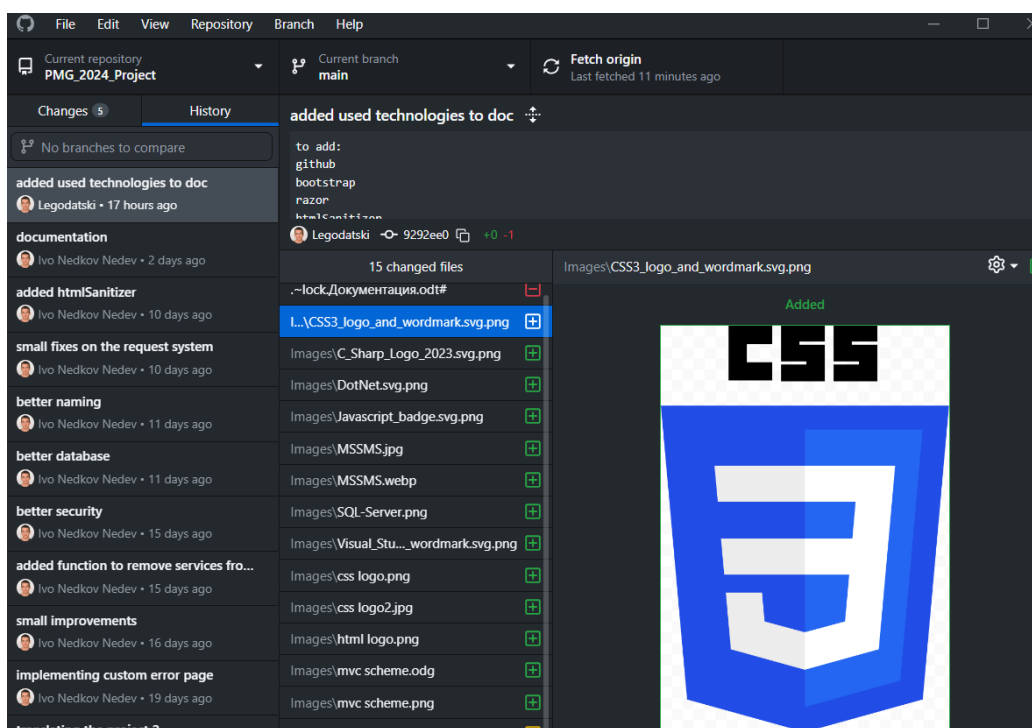 File Edit View Repository Branch Help
Current repository
PMG_2024_Project
Current branch
main
Fetch origin
Last fetched 11 minutes ago
Changes 5
History
No branches to compare
added used technologies to doc
Legodatski • 17 hours ago
documentation
Ivo Nedkov Nedev • 2 days ago
added htmlSanitizer
Ivo Nedkov Nedev • 10 days ago
small fixes on the request system
Ivo Nedkov Nedev • 10 days ago
better naming
Ivo Nedkov Nedev • 11 days ago
better database
Ivo Nedkov Nedev • 11 days ago
better security
Ivo Nedkov Nedev • 15 days ago
added function to remove services fro...
Ivo Nedkov Nedev • 15 days ago
small improvements
Ivo Nedkov Nedev • 16 days ago
implementing custom error page
Ivo Nedkov Nedev • 19 days ago
translating the project 2
added used technologies to doc
to add:
github
bootstrap
razor
htmlSanitizer
Legodatski 9292ee0 +0 -1
15 changed files
.~lock.Документация.odt#
I...\CSS3_logo_and_wordmark.svg.png
Images\C_Sharp_Logo_2023.svg.png
Images\DotNet.svg.png
Images\Javascript_badge.svg.png
Images\MSSMS.jpg
Images\MSSMS.webp
Images\SQL-Server.png
Images\Visual_Stu..._wordmark.svg.png
Images\css logo.png
Images\css logo2.jpg
Images\html logo.png
Images\mvc scheme.odg
Images\mvc scheme.png
Images\CSS3_logo_and_wordmark.svg.png
Added
CSS
3